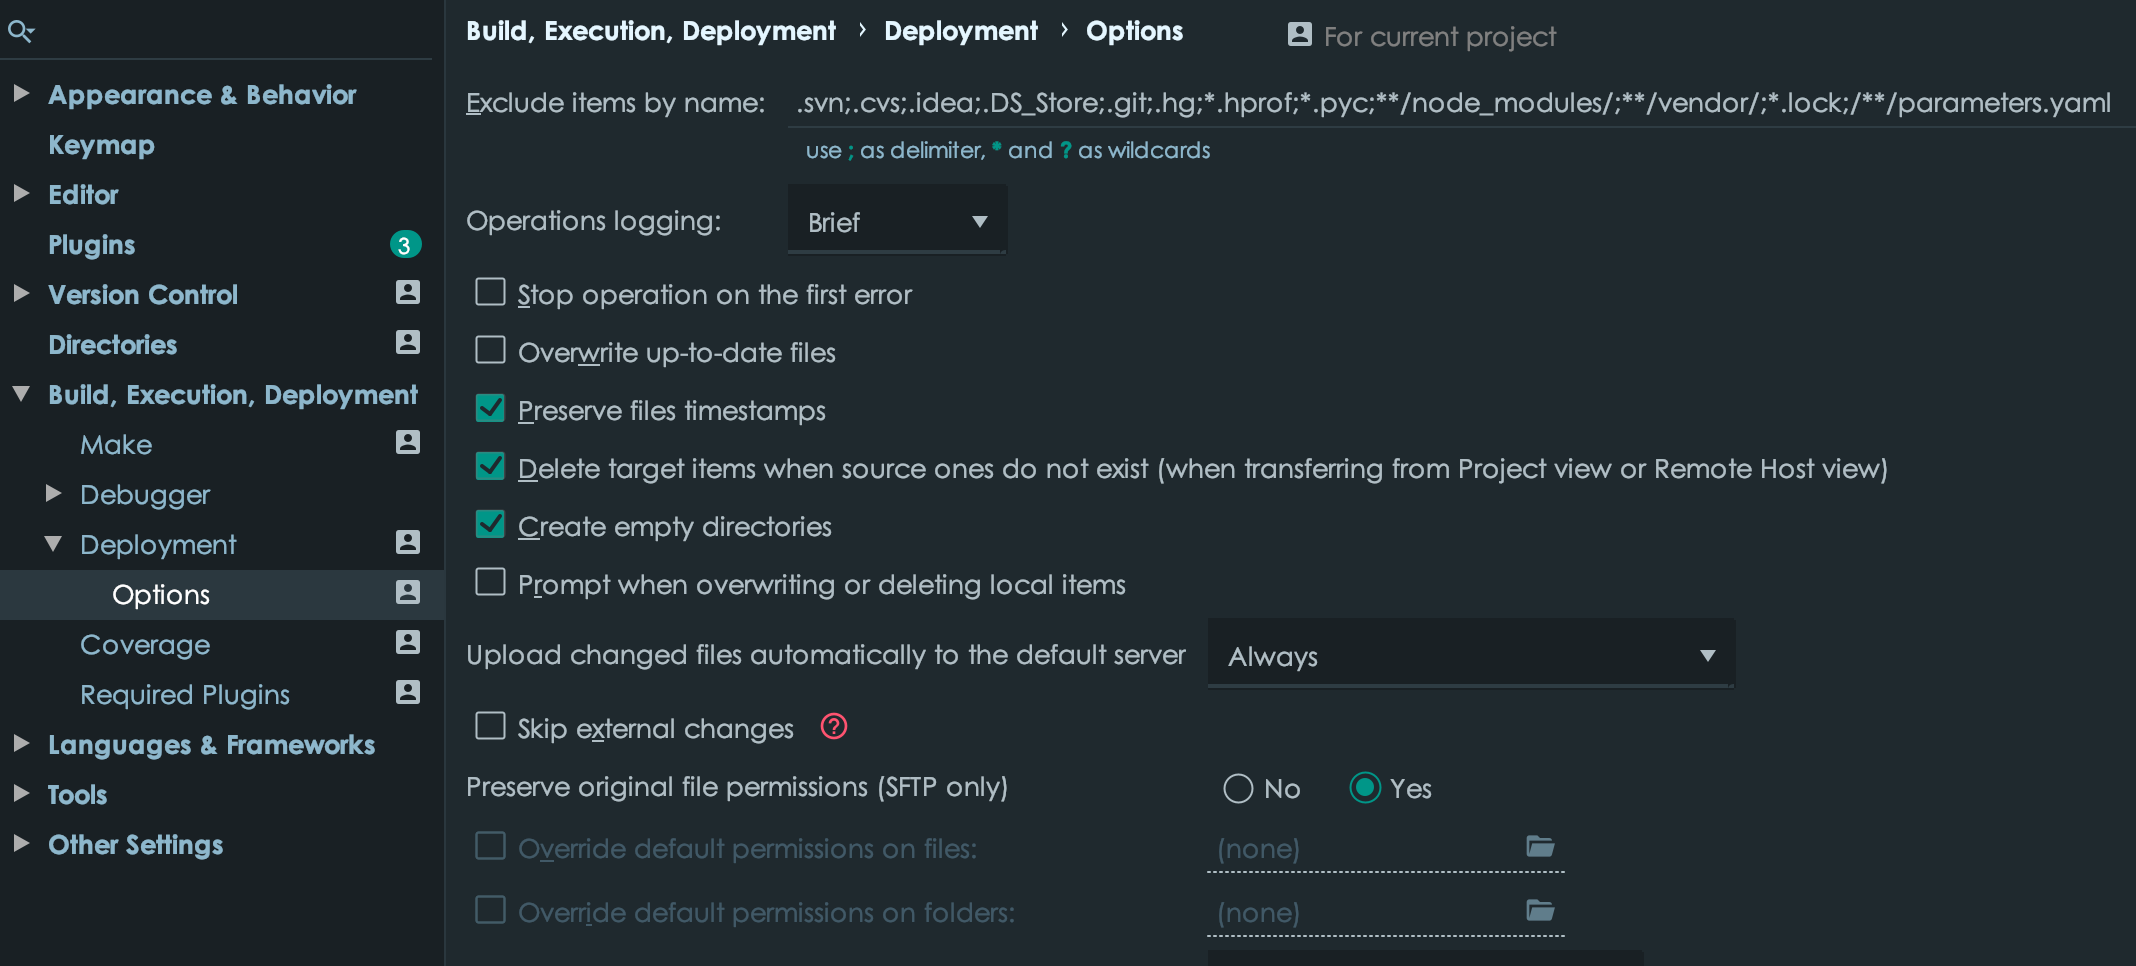 Appearance & Behavior
Keymap
Editor
Plugins 3
Version Control
Directories
Build, Execution, Deployment
Make
Debugger
Deployment
Options
Coverage
Required Plugins
Languages & Frameworks
Tools
Other Settings
Build, Execution, Deployment › Deployment › Options For current project
Exclude items by name: .svn;.cvs;.idea;.DS_Store;.git;.hg;*.hprof;*.pyc;**/node_modules/;**/vendor/;*.lock;/**/parameters.yaml
use ; as delimiter, * and ? as wildcards
Operations logging: Brief
Stop operation on the first error
Overwrite up-to-date files
Preserve files timestamps
Delete target items when source ones do not exist (when transferring from Project view or Remote Host view)
Create empty directories
Prompt when overwriting or deleting local items
Upload changed files automatically to the default server Always
Skip external changes ?
Preserve original file permissions (SFTP only) No Yes
Override default permissions on files: (none)
Override default permissions on folders: (none)